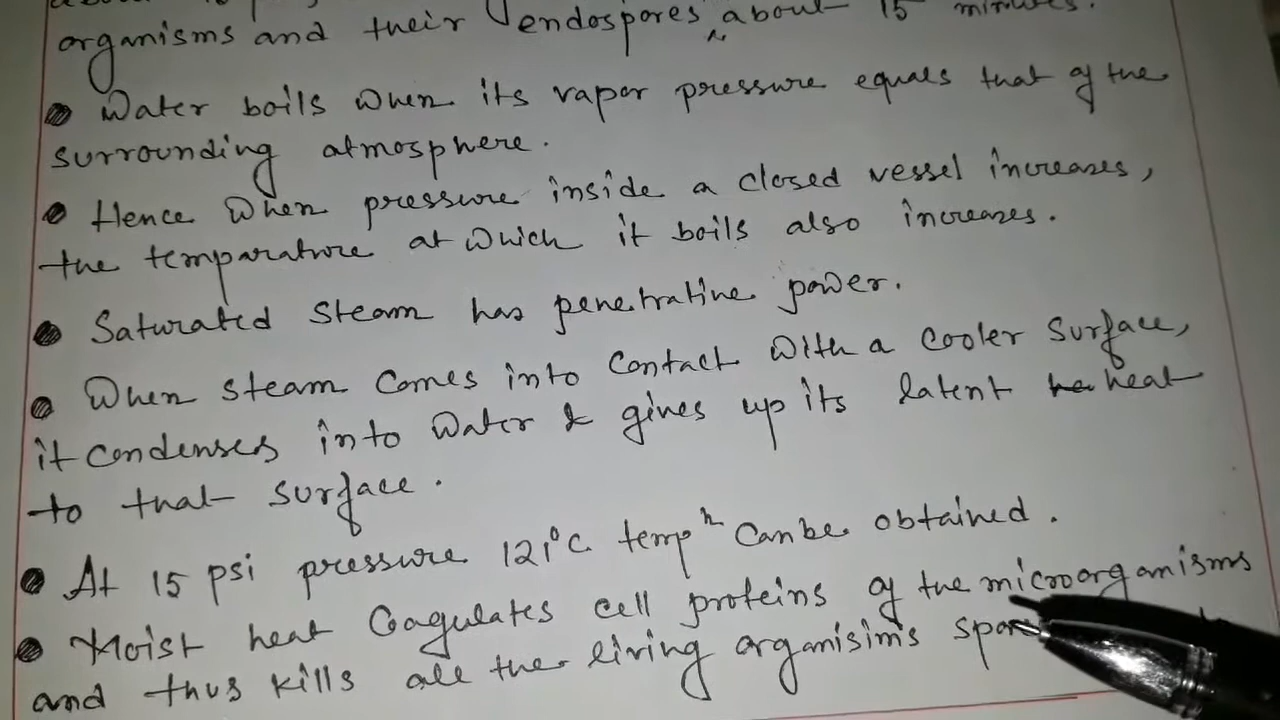 organisms and their endospores about 15 minutes.
Water boils when its vapor pressure equals that of the
surrounding atmosphere.
Hence when pressure inside a closed vessel increases,
the temparature at which it boils also increases.
Saturated steam has penetrative power.
When steam comes into contact with a cooler surface,
it condenses into water & gives up its latent heat
to that surface.
At 15 psi pressure 121°C tempⁿ can be obtained.
Moist heat Coagulates cell proteins of the microorganisms
and thus kills all the living organisim's